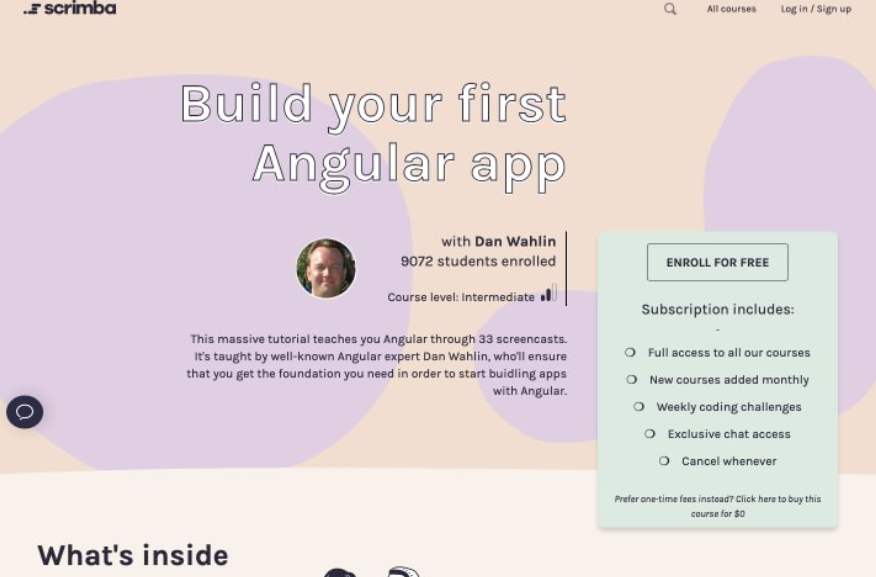 scrimba
All courses
Log in / Sign up
Build your first
Angular app
with Dan Wahlin
9072 students enrolled
Course level: Intermediate
This massive tutorial teaches you Angular through 33 screencasts.
It's taught by well-known Angular expert Dan Wahlin, who'll ensure
that you get the foundation you need in order to start buidling apps
with Angular.
ENROLL FOR FREE
Subscription includes:
-
Full access to all our courses
New courses added monthly
Weekly coding challenges
Exclusive chat access
Cancel whenever
Prefer one-time fees instead? Click here to buy this
course for $0
What's inside